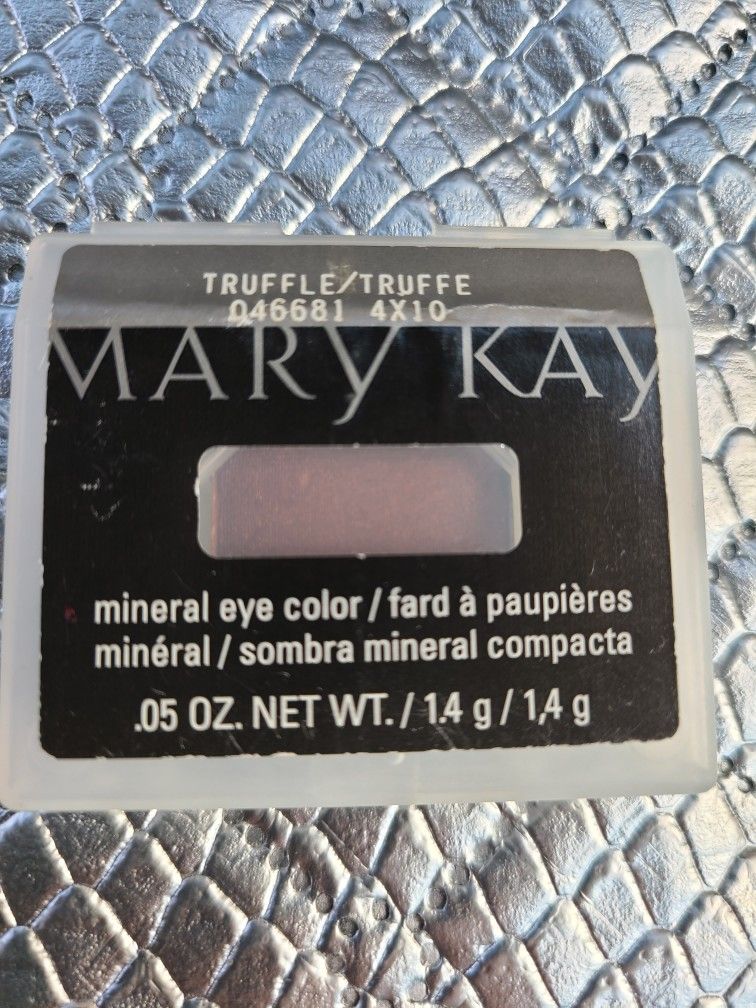 TRUFFLE/TRUFFE
046681 4X10
MARY KAY
mineral eye color / fard à paupières
minéral / sombra mineral compacta
.05 OZ. NET WT. / 1.4 g / 1,4 g